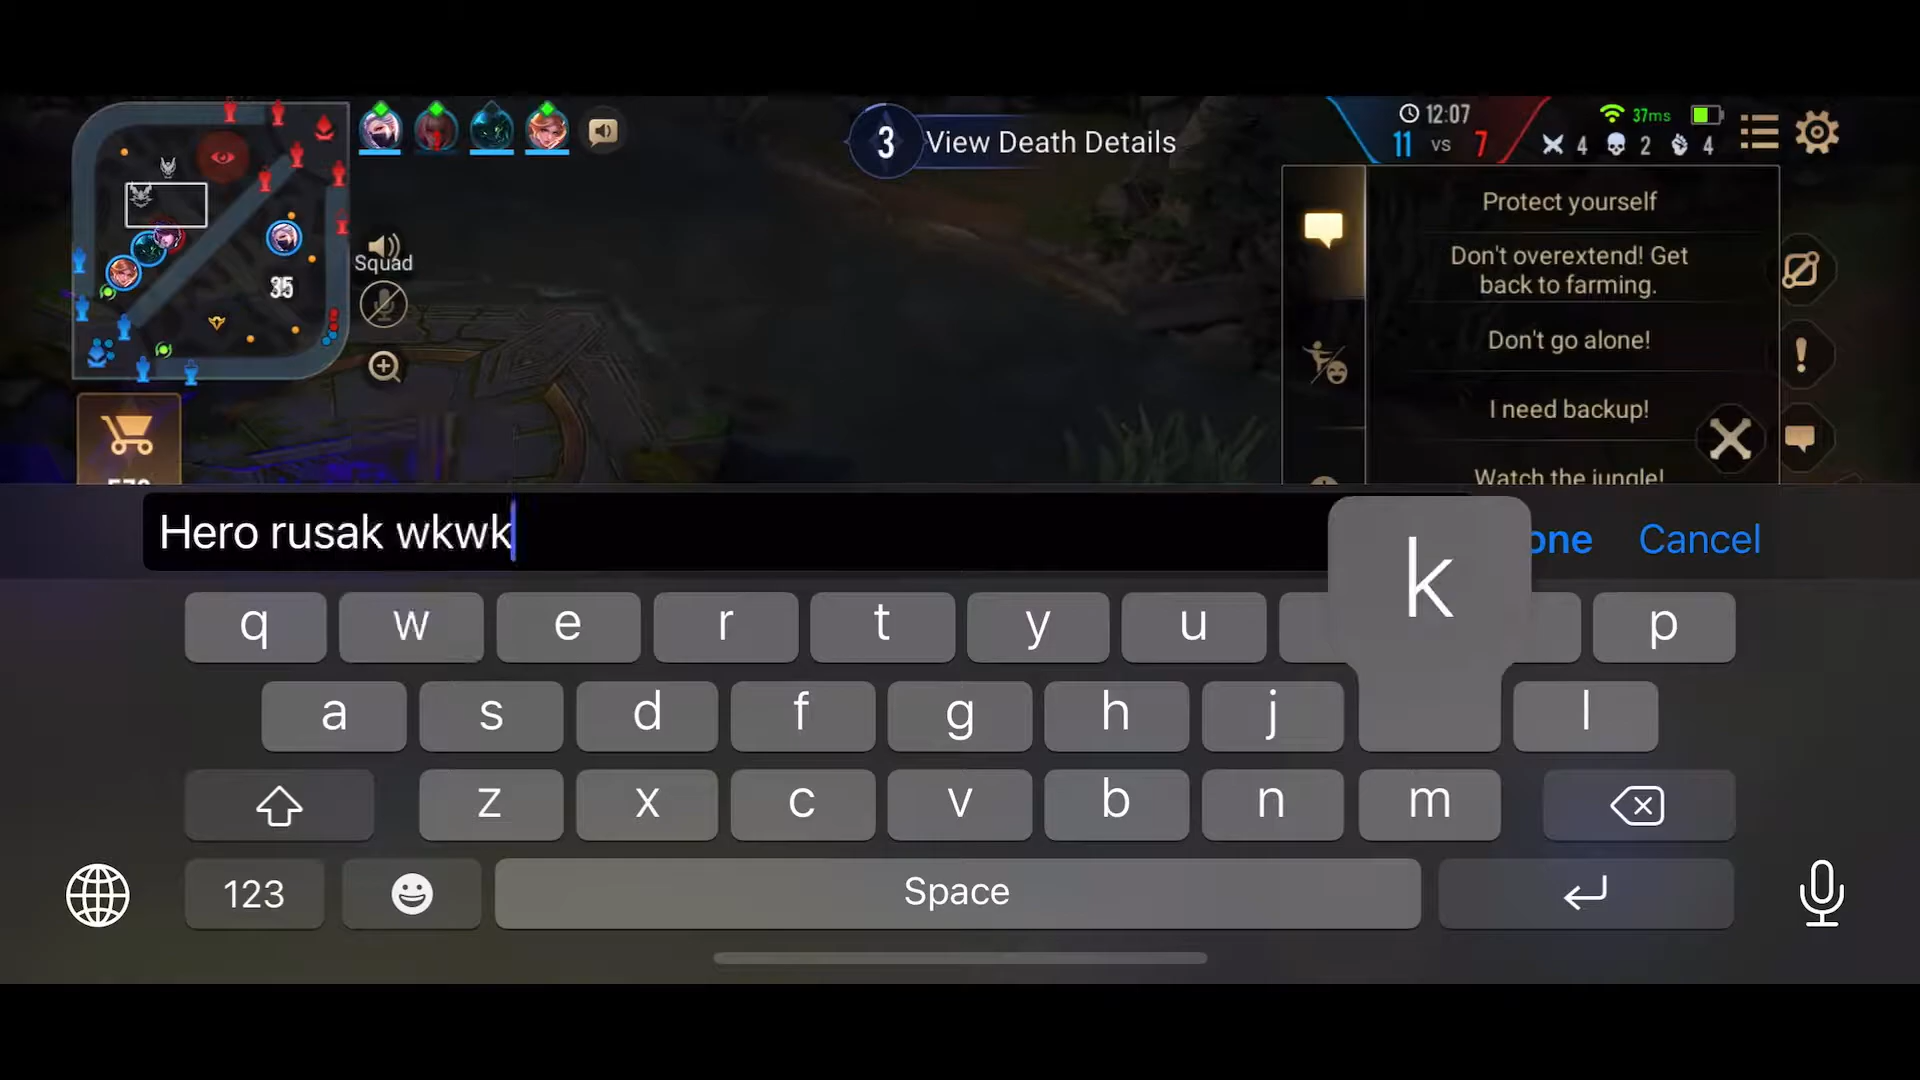 3 View Death Details
12:07
37ms
11 vs 7
4 2 4
Squad
35
Protect yourself
Don't overextend! Get
back to farming.
Don't go alone!
I need backup!
Watch the jungle!
Hero rusak wkwk
one Cancel
k
q w e r t y u p
a s d f g h j l
z x c v b n m
123 Space